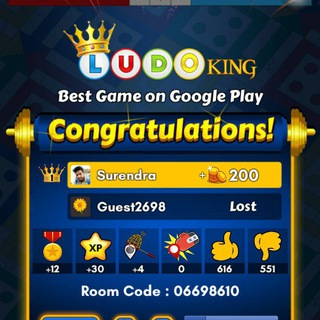 LUDO KING
Best Game on Google Play
Congratulations!
1 Surendra + 200
Guest2698 Lost
XP
+12 +30 +4 0 616 551
Room Code : 06698610